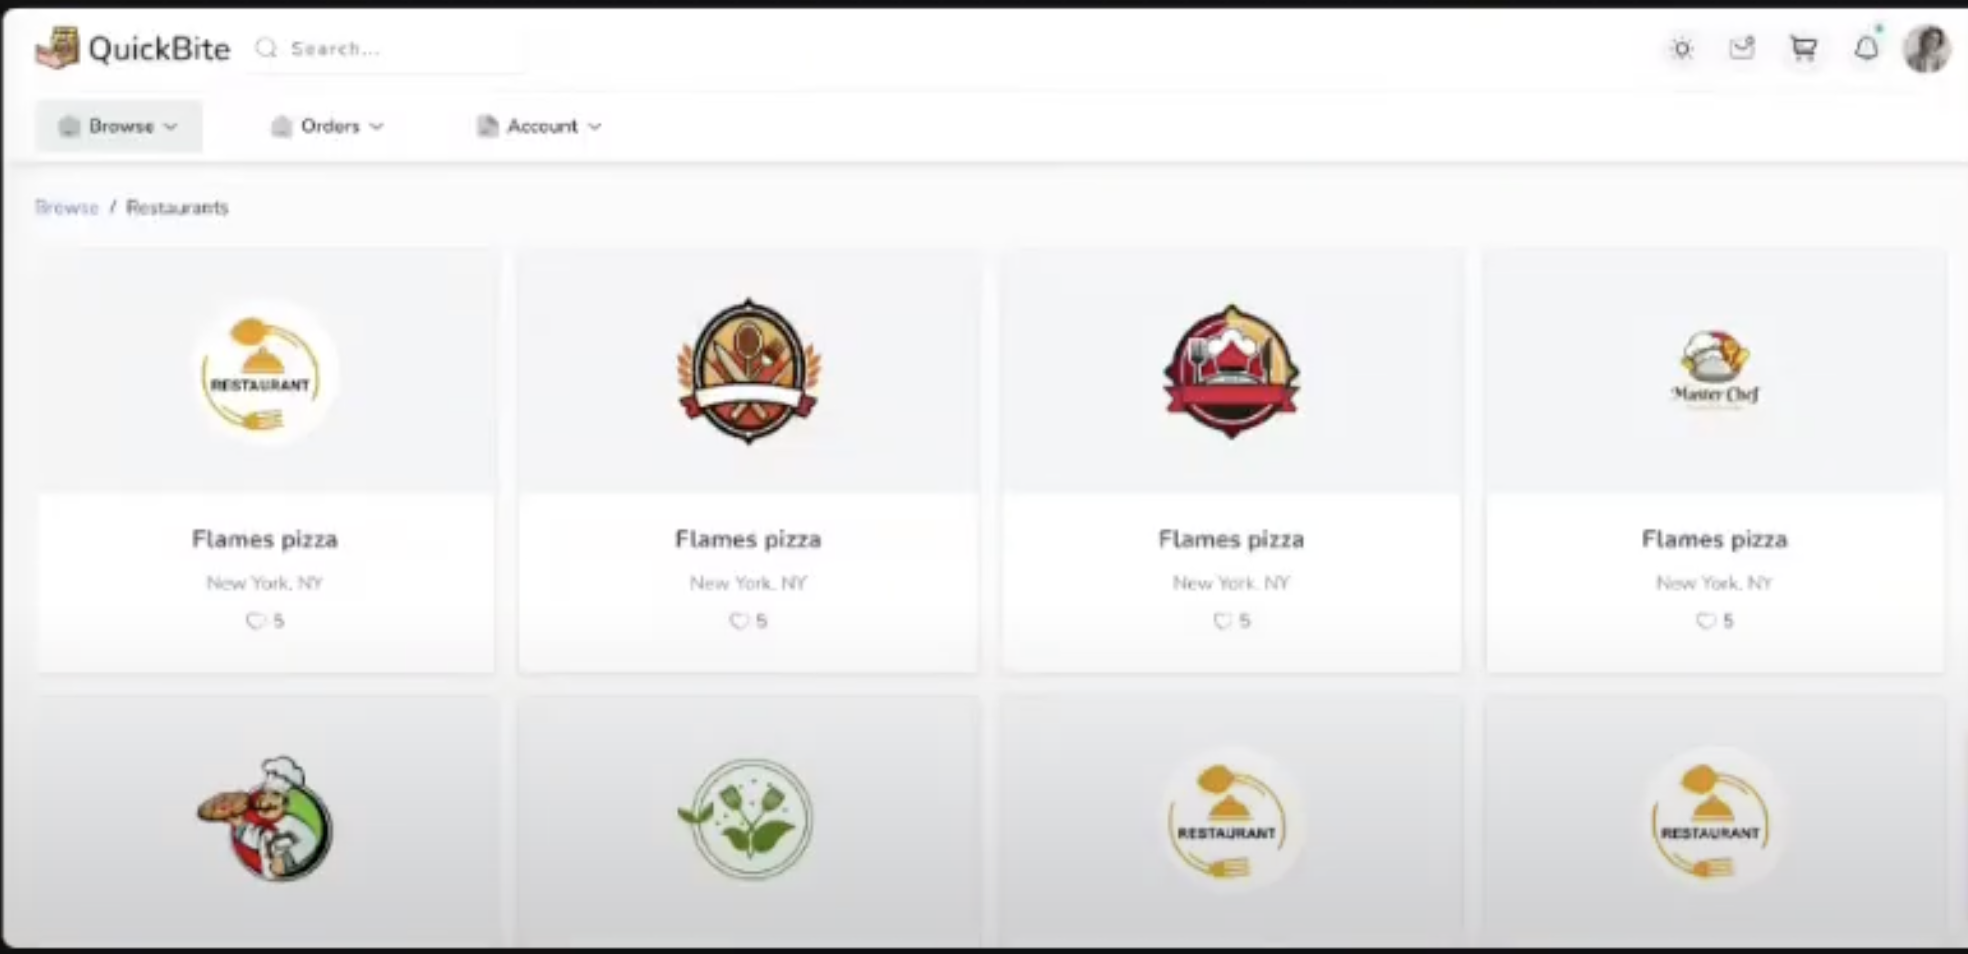 QuickBite Search...
Browse Orders Account
Browse / Restaurants
RESTAURANT
Master Chef
Flames pizza Flames pizza Flames pizza Flames pizza
New York, NY New York, NY New York, NY New York, NY
5 5 5 5
RESTAURANT RESTAURANT